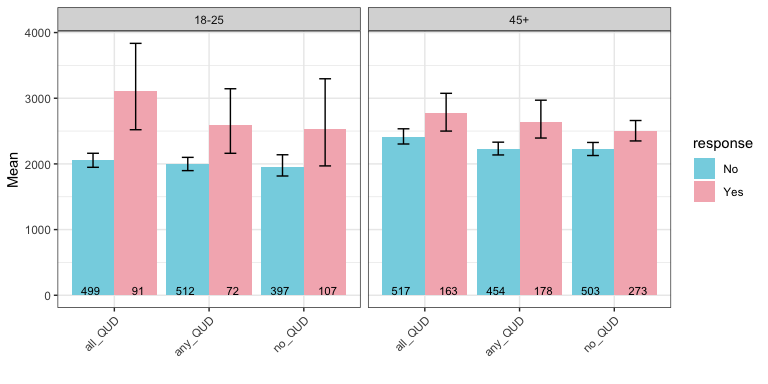 18-25
45+
4000
3000
2000
1000
0
Mean
499 91 512 72 397 107
517 163 454 178 503 273
all_QUD
any_QUD
no_QUD
all_QUD
any_QUD
no_QUD
response
No
Yes